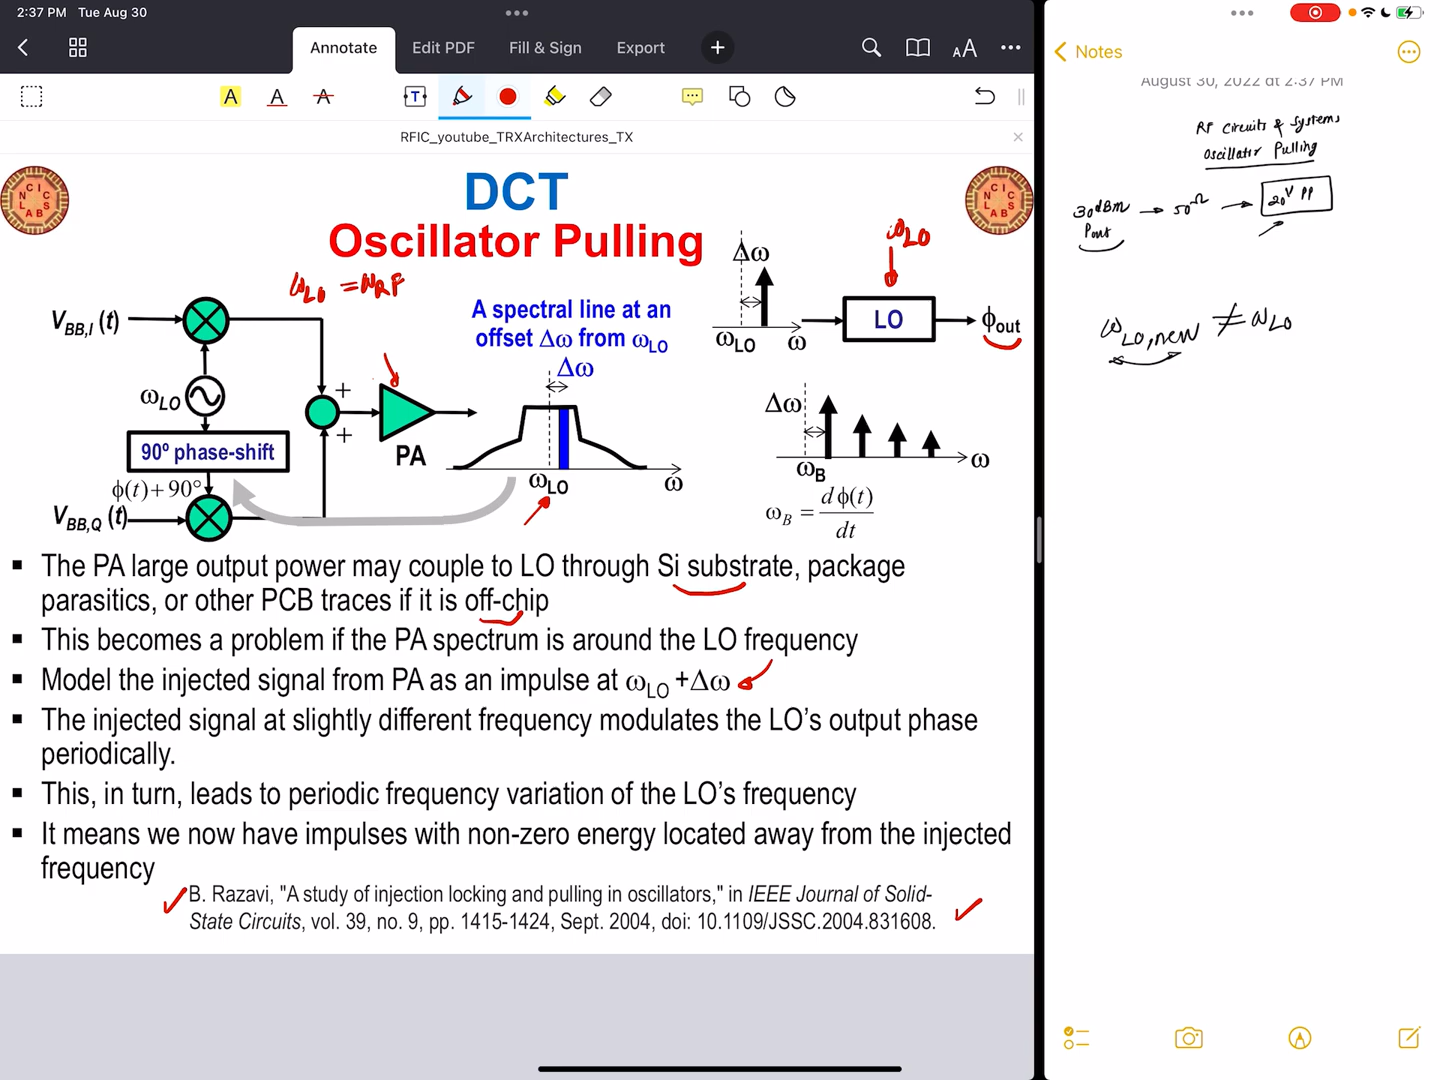 2:37 PM Tue Aug 30
Annotate
Edit PDF
Fill & Sign
Export
AA
Notes
A
A
A
T
RFIC_youtube_TRXArchitectures_TX
August 30, 2022 at 2:37 PM
RF Circuits & Systems
Oscillator Pulling
30 dBm → 50Ω → 20V PP
Pout
ω LO,new ≠ ω LO
DCT
Oscillator Pulling
ωLO = ωRF
ωLO
V BB,I (t)
ωLO
90º phase-shift
ϕ(t)+90°
V BB,Q (t)
+
+
PA
A spectral line at an
offset Δω from ωLO
Δω
ωLO
ω
Δω
ωLO
ω
LO
ϕout
Δω
ωB
ω
ωB = dϕ(t)/dt
▪ The PA large output power may couple to LO through Si substrate, package
parasitics, or other PCB traces if it is off-chip
▪ This becomes a problem if the PA spectrum is around the LO frequency
▪ Model the injected signal from PA as an impulse at ωLO +Δω
▪ The injected signal at slightly different frequency modulates the LO’s output phase
periodically.
▪ This, in turn, leads to periodic frequency variation of the LO’s frequency
▪ It means we now have impulses with non-zero energy located away from the injected
frequency
B. Razavi, "A study of injection locking and pulling in oscillators," in IEEE Journal of Solid-
State Circuits, vol. 39, no. 9, pp. 1415-1424, Sept. 2004, doi: 10.1109/JSSC.2004.831608.